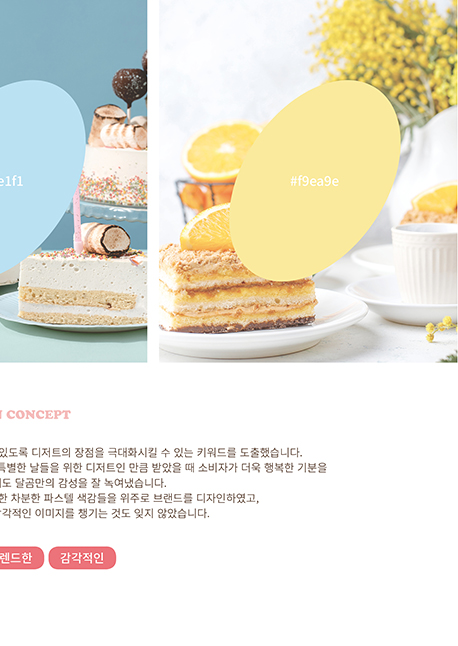 e1f1
#f9ea9e
N CONCEPT
있도록 디저트의 장점을 극대화시킬 수 있는 키워드를 도출했습니다.
특별한 날들을 위한 디저트인 만큼 받았을 때 소비자가 더욱 행복한 기분을
도 달콤만의 감성을 잘 녹여냈습니다.
한 차분한 파스텔 색감들을 위주로 브랜드를 디자인하였고,
감각적인 이미지를 챙기는 것도 잊지 않았습니다.
렌드한
감각적인